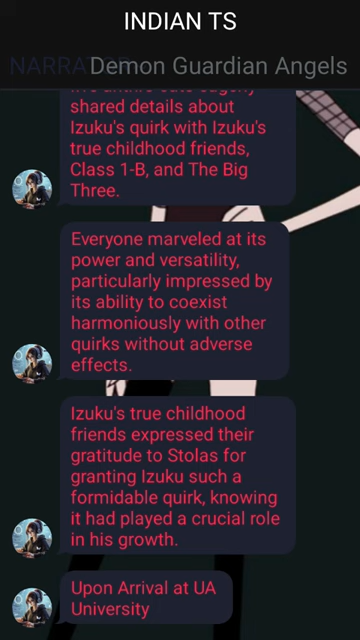 INDIAN TS
NARRATOR
Demon Guardian Angels
shared details about
Izuku's quirk with Izuku's
true childhood friends,
Class 1-B, and The Big
Three.
Everyone marveled at its
power and versatility,
particularly impressed by
its ability to coexist
harmoniously with other
quirks without adverse
effects.
Izuku's true childhood
friends expressed their
gratitude to Stolas for
granting Izuku such a
formidable quirk, knowing
it had played a crucial role
in his growth.
Upon Arrival at UA
University